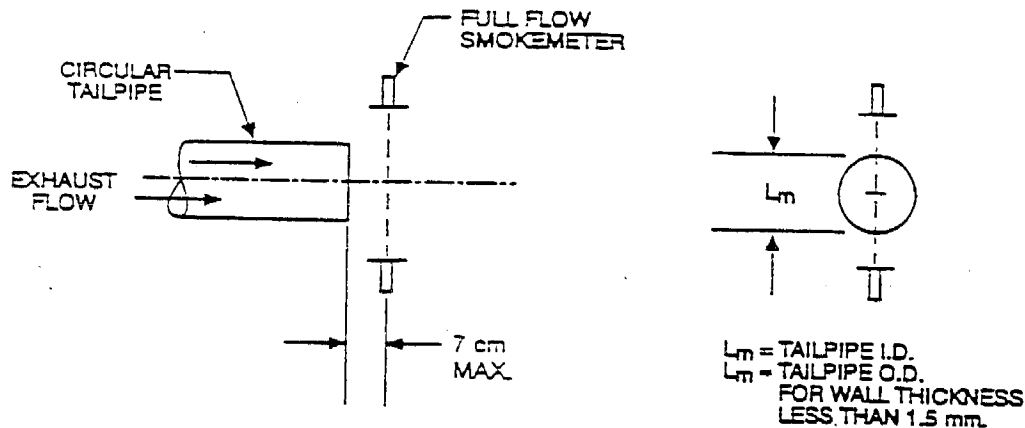 FULL FLOW
SMOKEMETER
CIRCULAR
TAILPIPE
EXHAUST
FLOW
7 cm
MAX.
Lm
Lm = TAILPIPE I.D.
Lm = TAILPIPE O.D.
FOR WALL THICKNESS
LESS THAN 1.5 mm.